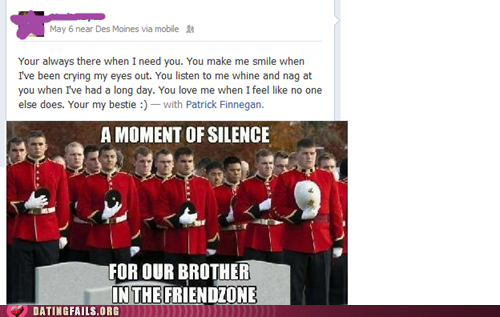 May 6 near Des Moines via mobile
Your always there when I need you. You make me smile when
I've been crying my eyes out. You listen to me whine and nag at
you when I've had a long day. You love me when I feel like no one
else does. Your my bestie :) — with Patrick Finnegan.
A MOMENT OF SILENCE
FOR OUR BROTHER
IN THE FRIENDZONE
DATINGFAILS.ORG